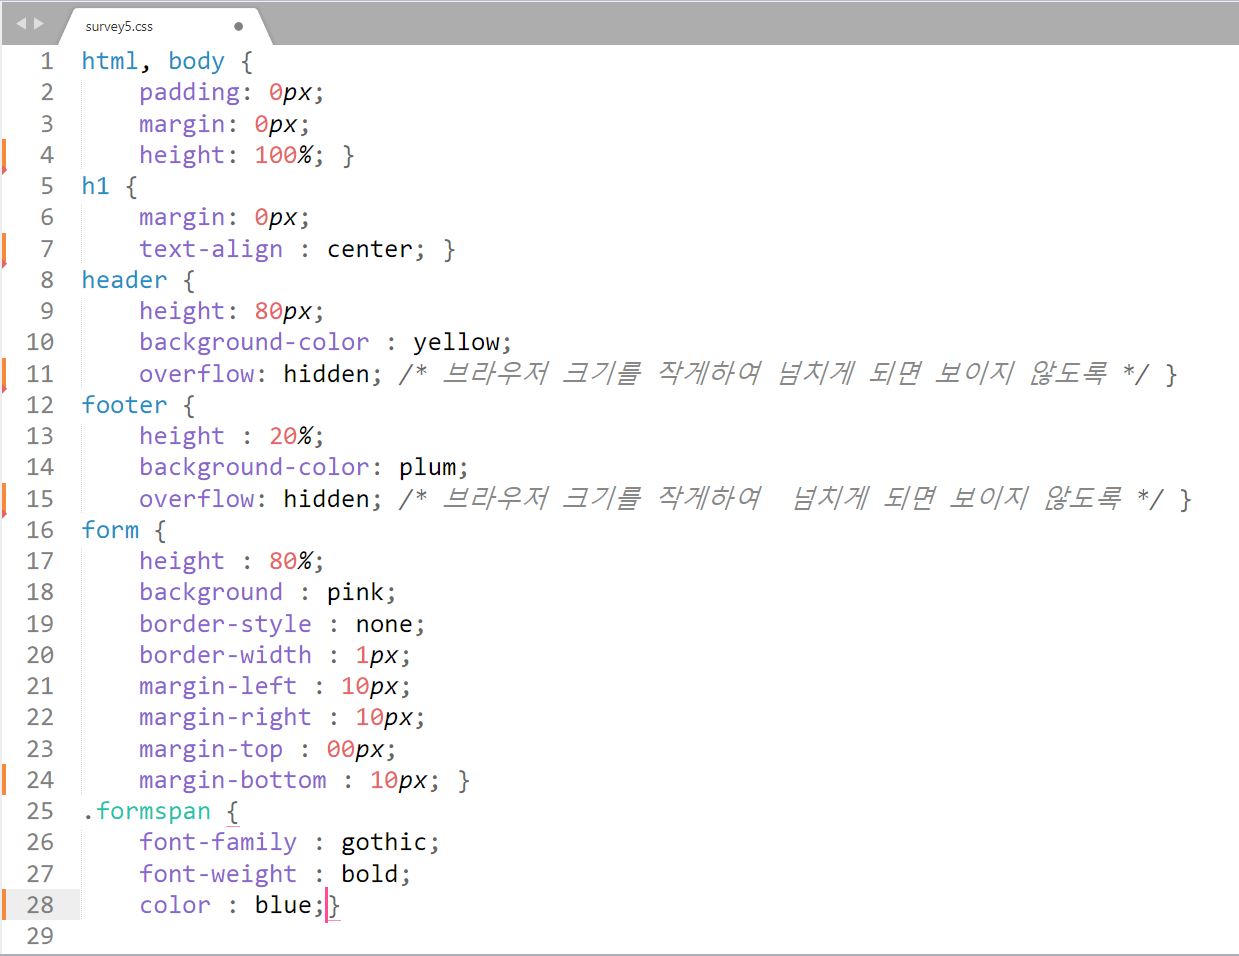 survey5.css
1 html, body {
2 padding: 0px;
3 margin: 0px;
4 height: 100%; }
5 h1 {
6 margin: 0px;
7 text-align : center; }
8 header {
9 height: 80px;
10 background-color : yellow;
11 overflow: hidden; /* 브라우저 크기를 작게하여 넘치게 되면 보이지 않도록 */ }
12 footer {
13 height : 20%;
14 background-color: plum;
15 overflow: hidden; /* 브라우저 크기를 작게하여  넘치게 되면 보이지 않도록 */ }
16 form {
17 height : 80%;
18 background : pink;
19 border-style : none;
20 border-width : 1px;
21 margin-left : 10px;
22 margin-right : 10px;
23 margin-top : 00px;
24 margin-bottom : 10px; }
25 .formspan {
26 font-family : gothic;
27 font-weight : bold;
28 color : blue;}
29